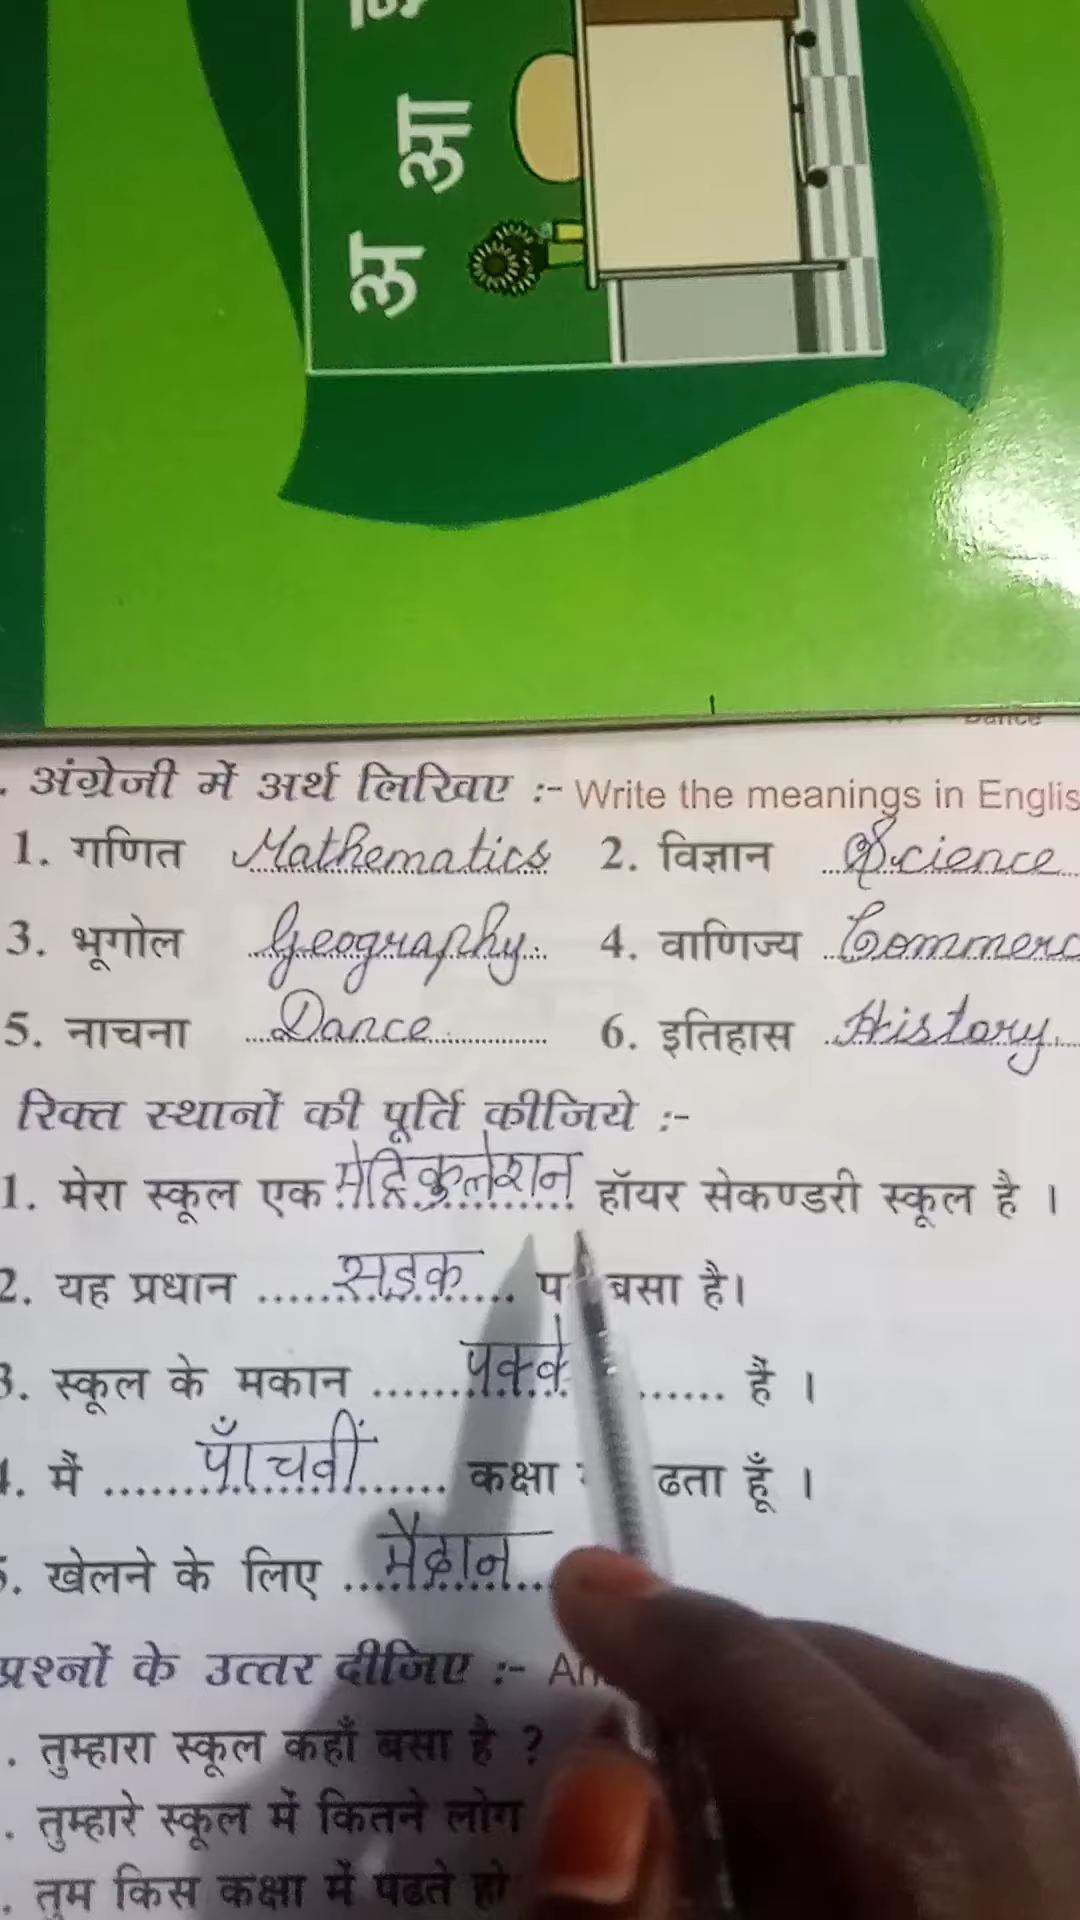 अ आ
Dance
. अंग्रेजी में अर्थ लिखिए :- Write the meanings in Englis
1. गणित Mathematics 2. विज्ञान Science
3. भूगोल Geography. 4. वाणिज्य Commerc
5. नाचना Dance 6. इतिहास History.
रिक्त स्थानों की पूर्ति कीजिये :-
1. मेरा स्कूल एक मेट्रिकुलेशन हॉयर सेकण्डरी स्कूल है ।
2. यह प्रधान सड़क बसा है।
3. स्कूल के मकान पक्के है ।
4. मैं पाँचवीं कक्षा ढता हूँ ।
5. खेलने के लिए मैदान
प्रश्नों के उत्तर दीजिए :- An
. तुम्हारा स्कूल कहाँ बसा है ?
. तुम्हारे स्कूल में कितने लोग
. तुम किस कक्षा में पढते हो